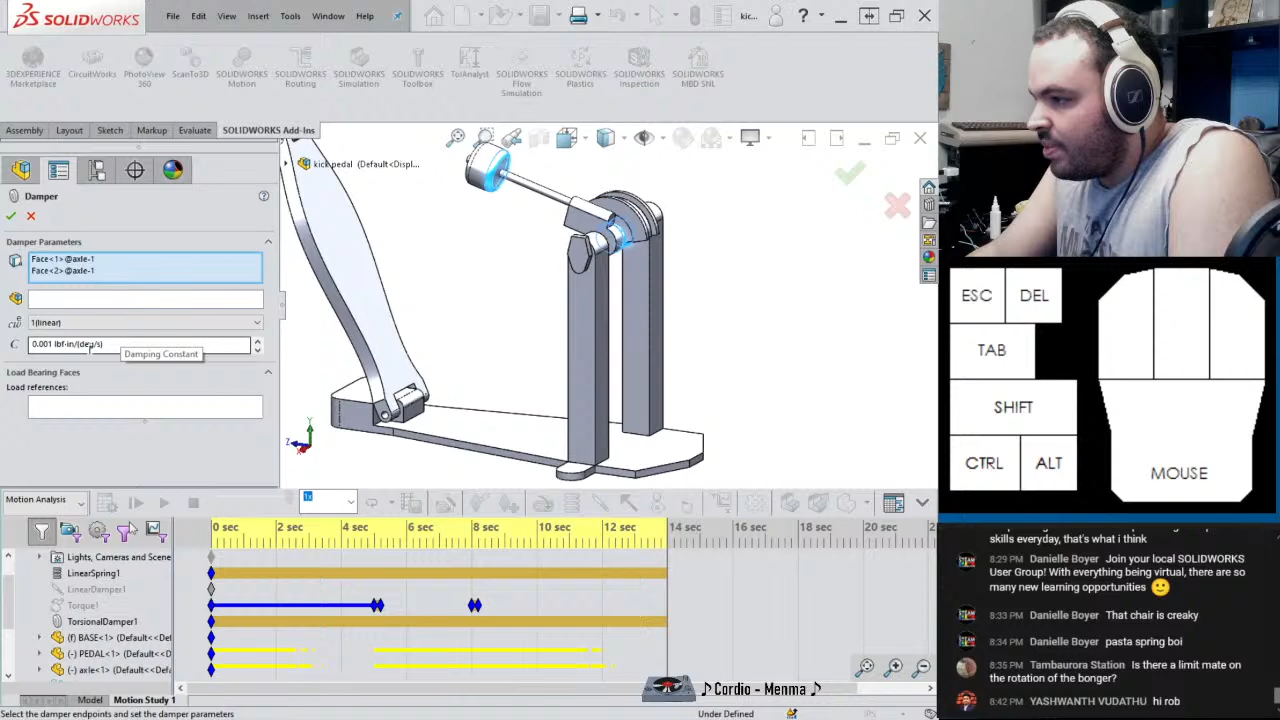 SOLIDWORKS
File
Edit
View
Insert
Tools
Window
Help
kic...
?
3DEXPERIENCE
Marketplace
CircuitWorks
PhotoView
360
ScanTo3D
SOLIDWORKS
Motion
SOLIDWORKS
Routing
SOLIDWORKS
Simulation
SOLIDWORKS
Toolbox
TolAnalyst
SOLIDWORKS
Flow
Simulation
SOLIDWORKS
Plastics
SOLIDWORKS
Inspection
SOLIDWORKS
MBD SNL
Assembly
Layout
Sketch
Markup
Evaluate
SOLIDWORKS Add-Ins
kick pedal (Default<Displ...
Damper
Damper Parameters
Face<1>@axle-1
Face<2>@axle-1
1(linear)
C
0.001 lbf-in/(deg/s)
Damping Constant
Load Bearing Faces
Load references:
Y
Z
X
ESC
DEL
TAB
SHIFT
CTRL
ALT
MOUSE
Motion Analysis
1x
0 sec
2 sec
4 sec
6 sec
8 sec
10 sec
12 sec
14 sec
16 sec
18 sec
20 sec
Lights, Cameras and Scene
LinearSpring1
LinearDamper1
Torque1
TorsionalDamper1
(f) BASE<1> (Default<<Def
(-) PEDAL<1> (Default<<D
(-) axle<1> (Default<<Defa
Model
Motion Study 1
♪ Cordio - Menma ♪
Select the damper endpoints and set the damper parameters
Under Defined
skills everyday, that's what i think
8:29 PM Danielle Boyer Join your local SOLIDWORKS
User Group! With everything being virtual, there are so
many new learning opportunities
8:33 PM Danielle Boyer That chair is creaky
8:34 PM Danielle Boyer pasta spring boi
8:35 PM Tambaurora Station Is there a limit mate on
the rotation of the bonger?
8:42 PM YASHWANTH VUDATHU hi rob